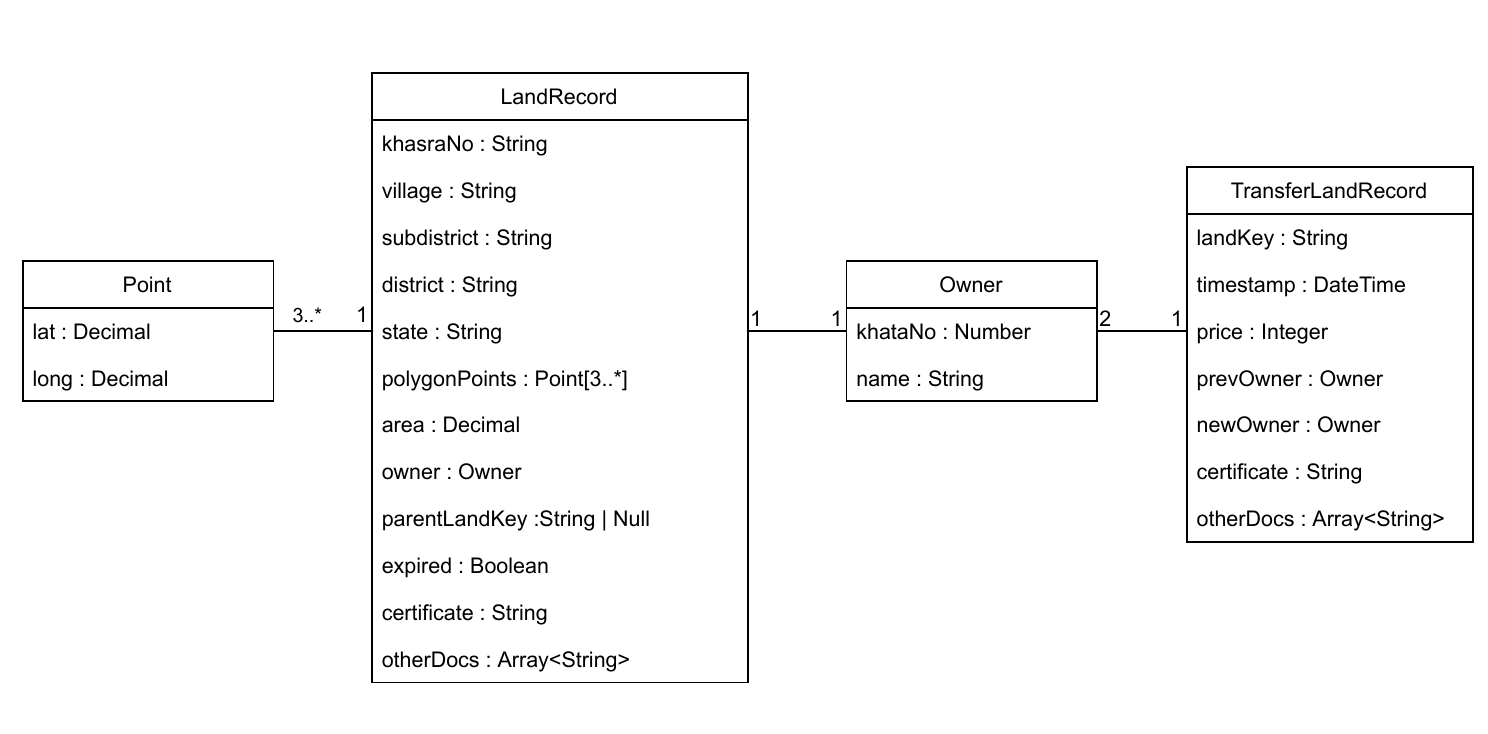 LandRecord
khasraNo : String
village : String
subdistrict : String
district : String
state : String
polygonPoints : Point[3..*]
area : Decimal
owner : Owner
parentLandKey :String | Null
expired : Boolean
certificate : String
otherDocs : Array<String>
Point
lat : Decimal
long : Decimal
3..*
1
1
1
Owner
khataNo : Number
name : String
2
1
TransferLandRecord
landKey : String
timestamp : DateTime
price : Integer
prevOwner : Owner
newOwner : Owner
certificate : String
otherDocs : Array<String>